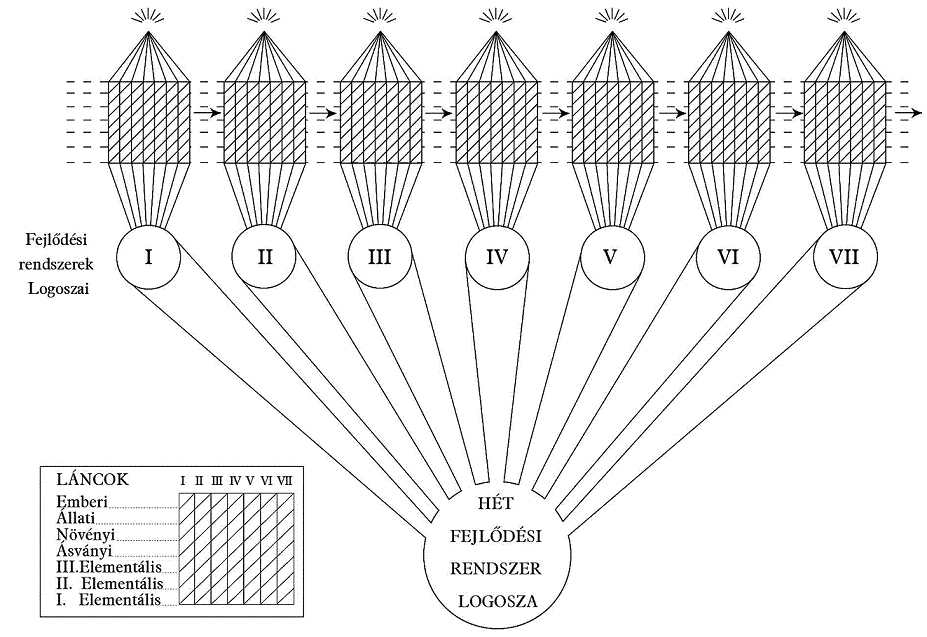 Fejlődési
rendszerek
Logoszai
I II III IV V VI VII
LÁNCOK I II III IV V VI VII
Emberi
Állati
Növényi
Ásványi
III.Elementális
II. Elementális
I. Elementális
HÉT
FEJLŐDÉSI
RENDSZER
LOGOSZA